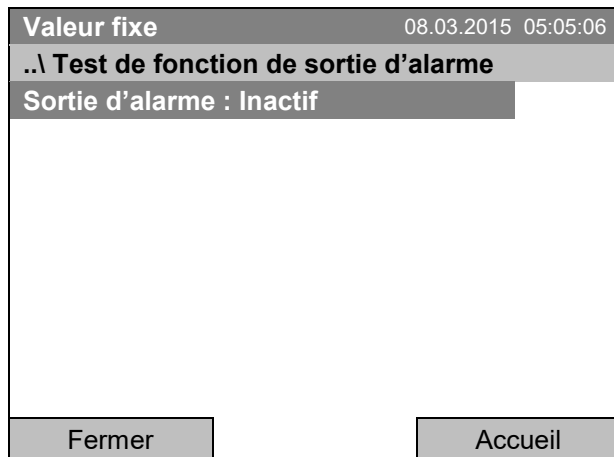 Valeur fixe 08.03.2015 05:05:06
..\ Test de fonction de sortie d’alarme
Sortie d’alarme : Inactif
Fermer Accueil